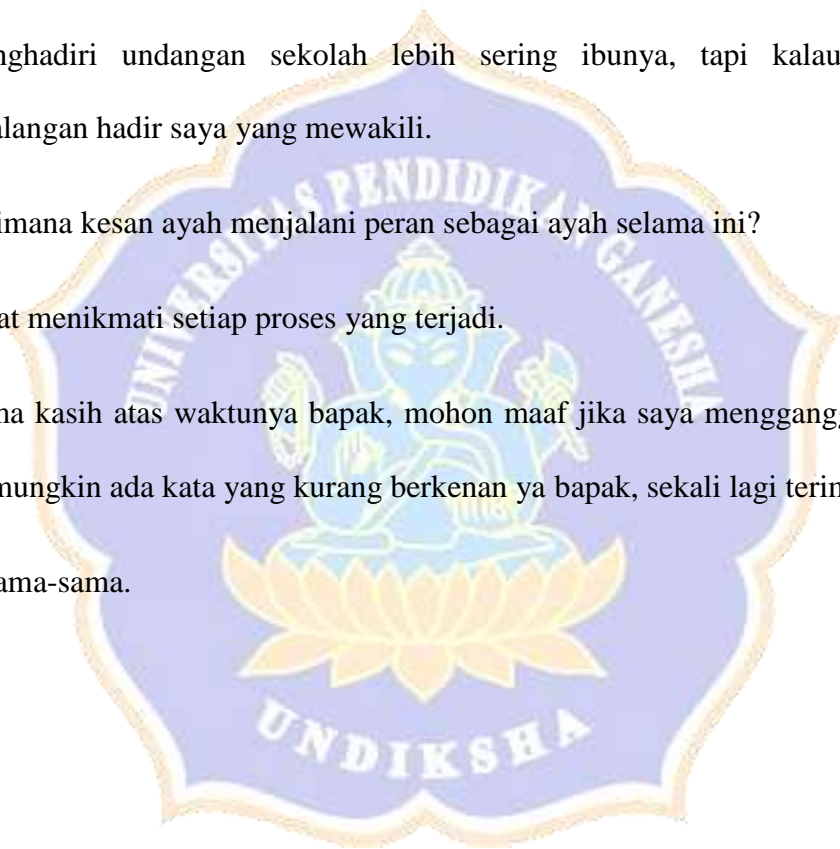 nghadiri undangan sekolah lebih sering ibunya, tapi kalau
alangan hadir saya yang mewakili.
imana kesan ayah menjalani peran sebagai ayah selama ini?
at menikmati setiap proses yang terjadi.
na kasih atas waktunya bapak, mohon maaf jika saya menggangg
mungkin ada kata yang kurang berkenan ya bapak, sekali lagi terin
ama-sama.
UNIVERSITAS PENDIDIKAN GANESHA
UNDIKSHA